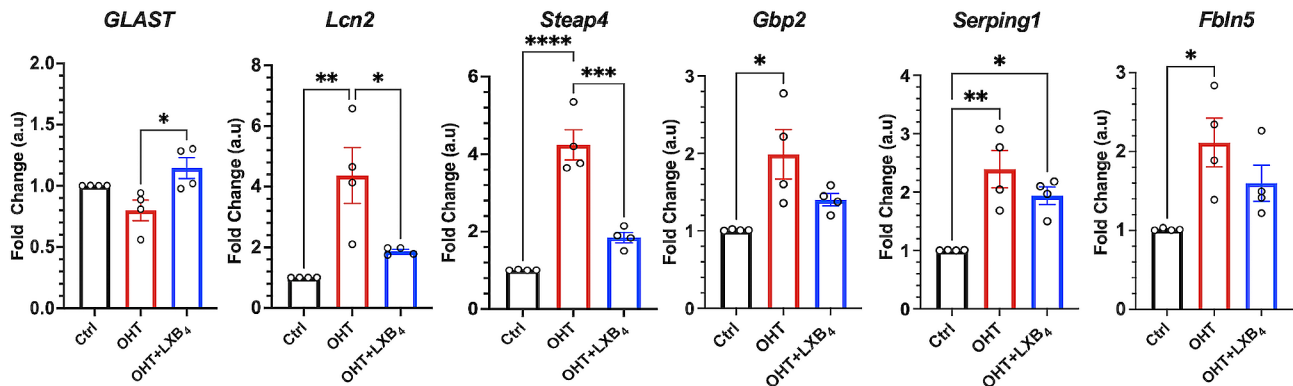 GLAST
Lcn2
Steap4
Gbp2
Serping1
Fbln5
Fold Change (a.u)
2.0
1.5
1.0
0.5
0.0
*
Ctrl
OHT
OHT+LXB4
Fold Change (a.u)
8
6
4
2
0
**
*
Ctrl
OHT
OHT+LXB4
Fold Change (a.u)
6
4
2
0
****
***
Ctrl
OHT
OHT+LXB4
Fold Change (a.u)
3
2
1
0
*
Ctrl
OHT
OHT+LXB4
Fold Change (a.u)
4
3
2
1
0
*
**
Ctrl
OHT
OHT+LXB4
Fold Change (a.u)
3
2
1
0
*
Ctrl
OHT
OHT+LXB4